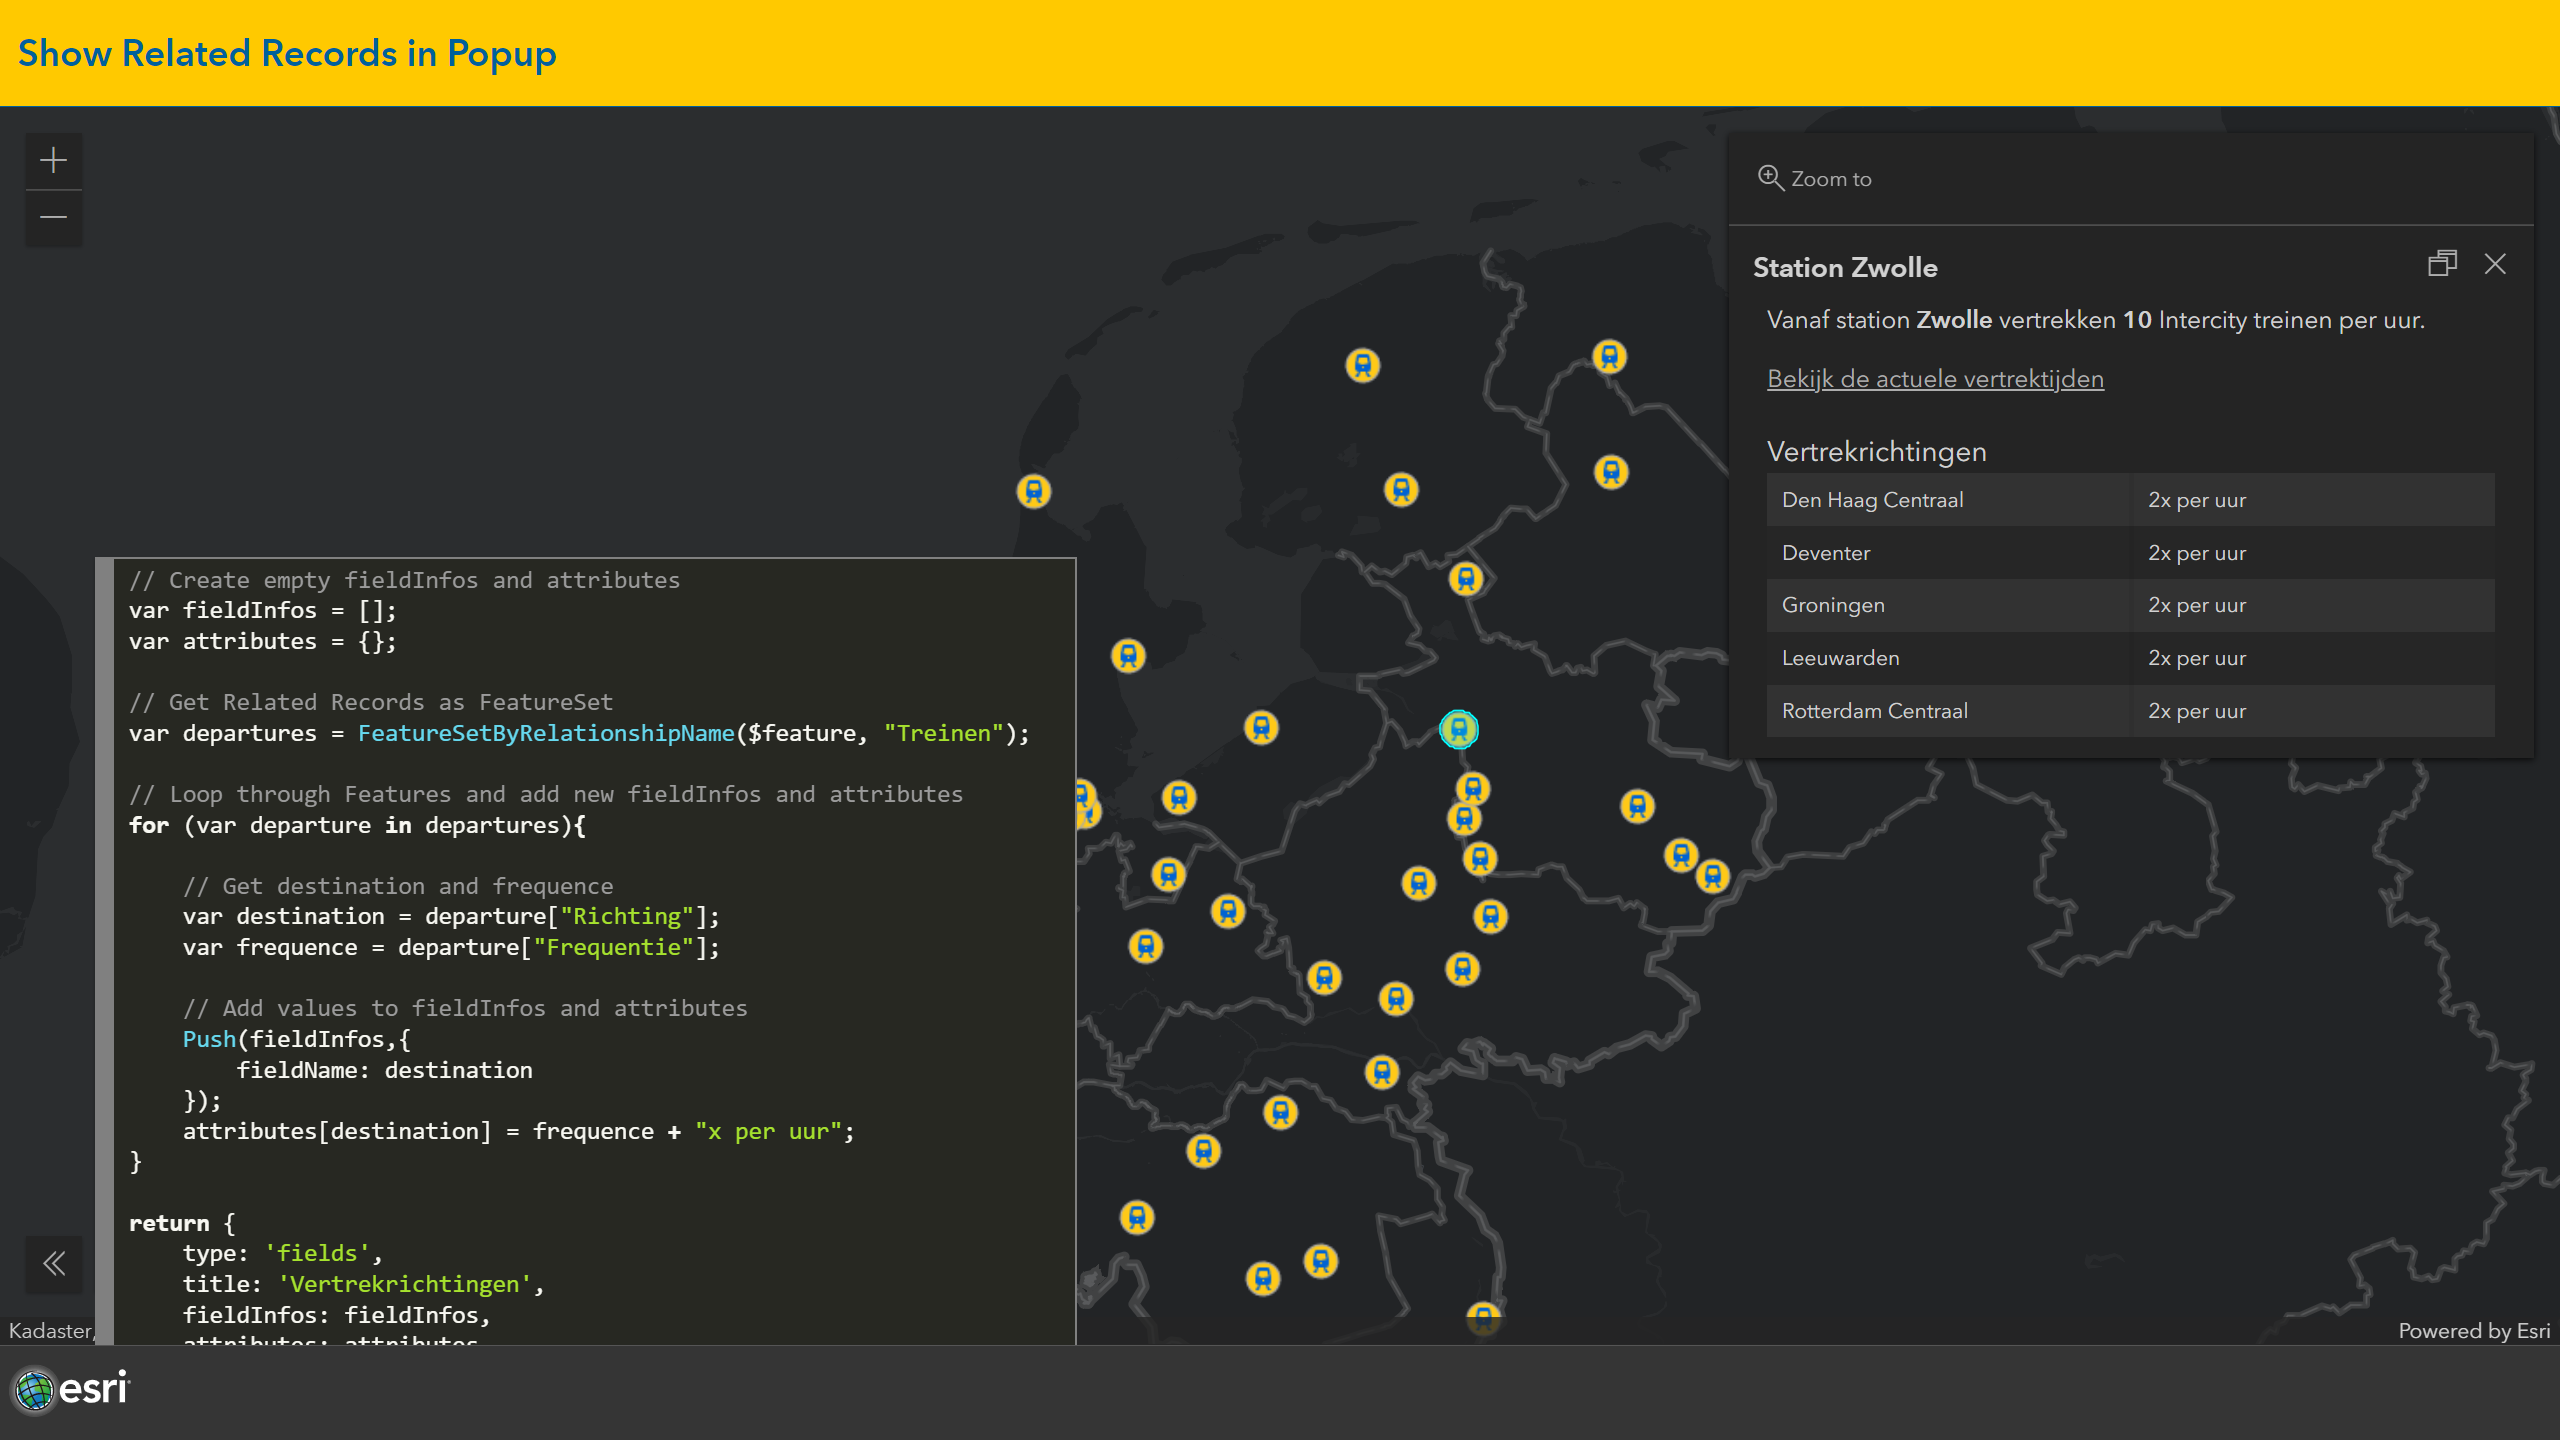 Show Related Records in Popup
Zoom to
Station Zwolle
Vanaf station Zwolle vertrekken 10 Intercity treinen per uur.
Bekijk de actuele vertrektijden
Vertrekrichtingen
Den Haag Centraal 2x per uur
Deventer 2x per uur
Groningen 2x per uur
Leeuwarden 2x per uur
Rotterdam Centraal 2x per uur
// Create empty fieldInfos and attributes
var fieldInfos = [];
var attributes = {};
// Get Related Records as FeatureSet
var departures = FeatureSetByRelationshipName($feature, "Treinen");
// Loop through Features and add new fieldInfos and attributes
for (var departure in departures){
// Get destination and frequence
var destination = departure["Richting"];
var frequence = departure["Frequentie"];
// Add values to fieldInfos and attributes
Push(fieldInfos,{
fieldName: destination
});
attributes[destination] = frequence + "x per uur";
}
return {
type: 'fields',
title: 'Vertrekrichtingen',
fieldInfos: fieldInfos,
attributes: attributes
Kadaster,
Powered by Esri
esri